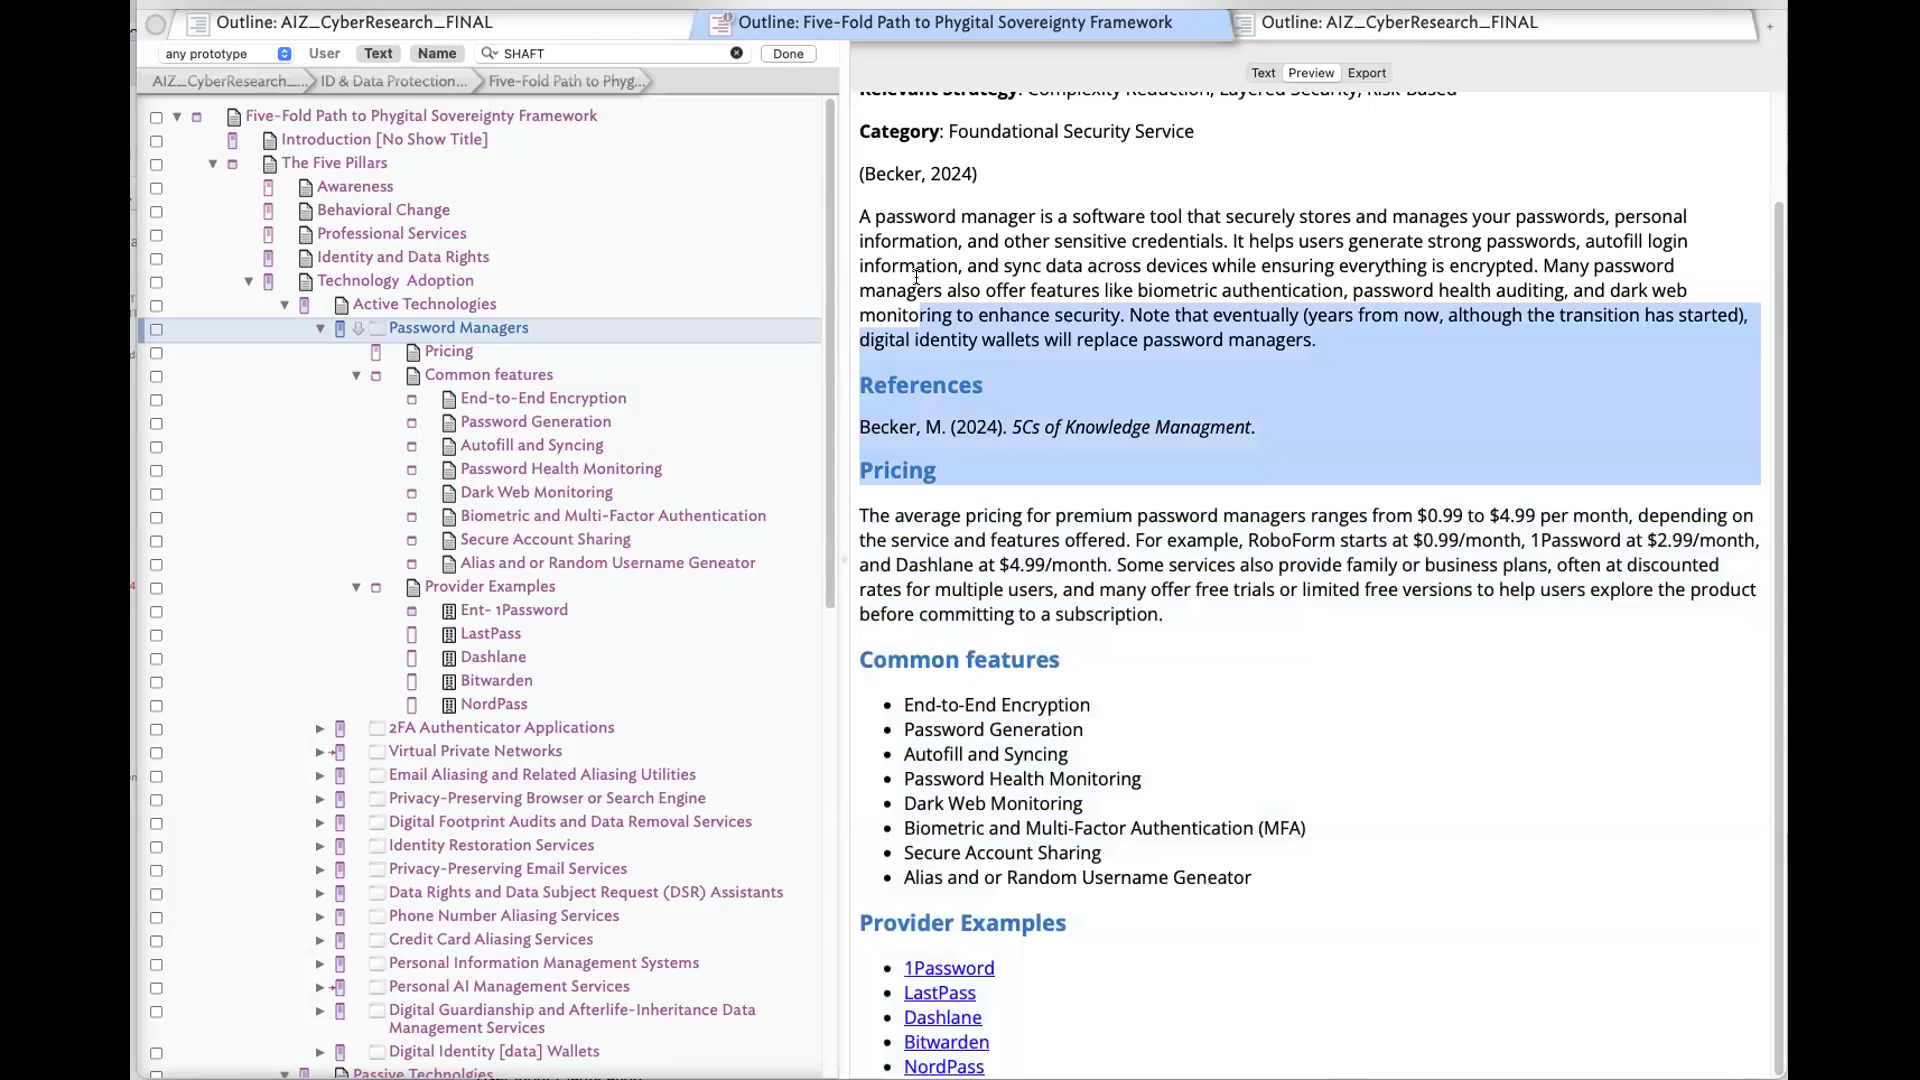 Outline: AIZ_CyberResearch_FINAL
Outline: Five-Fold Path to Phygital Sovereignty Framework
Outline: AIZ_CyberResearch_FINAL
+
any prototype
User
Text
Name
SHAFT
Done
AIZ_CyberResearch_...
ID & Data Protection...
Five-Fold Path to Phyg...
Five-Fold Path to Phygital Sovereignty Framework
Introduction [No Show Title]
The Five Pillars
Awareness
Behavioral Change
Professional Services
Identity and Data Rights
Technology Adoption
Active Technologies
Password Managers
Pricing
Common features
End-to-End Encryption
Password Generation
Autofill and Syncing
Password Health Monitoring
Dark Web Monitoring
Biometric and Multi-Factor Authentication
Secure Account Sharing
Alias and or Random Username Geneator
Provider Examples
Ent- 1Password
LastPass
Dashlane
Bitwarden
NordPass
2FA Authenticator Applications
Virtual Private Networks
Email Aliasing and Related Aliasing Utilities
Privacy-Preserving Browser or Search Engine
Digital Footprint Audits and Data Removal Services
Identity Restoration Services
Privacy-Preserving Email Services
Data Rights and Data Subject Request (DSR) Assistants
Phone Number Aliasing Services
Credit Card Aliasing Services
Personal Information Management Systems
Personal AI Management Services
Digital Guardianship and Afterlife-Inheritance Data
Management Services
Digital Identity [data] Wallets
Passive Technolgies
Text
Preview
Export
Relevant Strategy: Complexity Reduction, Layered Security, Risk-Based
Category: Foundational Security Service
(Becker, 2024)
A password manager is a software tool that securely stores and manages your passwords, personal
information, and other sensitive credentials. It helps users generate strong passwords, autofill login
information, and sync data across devices while ensuring everything is encrypted. Many password
managers also offer features like biometric authentication, password health auditing, and dark web
monitoring to enhance security. Note that eventually (years from now, although the transition has started),
digital identity wallets will replace password managers.
References
Becker, M. (2024). 5Cs of Knowledge Managment.
Pricing
The average pricing for premium password managers ranges from $0.99 to $4.99 per month, depending on
the service and features offered. For example, RoboForm starts at $0.99/month, 1Password at $2.99/month,
and Dashlane at $4.99/month. Some services also provide family or business plans, often at discounted
rates for multiple users, and many offer free trials or limited free versions to help users explore the product
before committing to a subscription.
Common features
End-to-End Encryption
Password Generation
Autofill and Syncing
Password Health Monitoring
Dark Web Monitoring
Biometric and Multi-Factor Authentication (MFA)
Secure Account Sharing
Alias and or Random Username Geneator
Provider Examples
1Password
LastPass
Dashlane
Bitwarden
NordPass